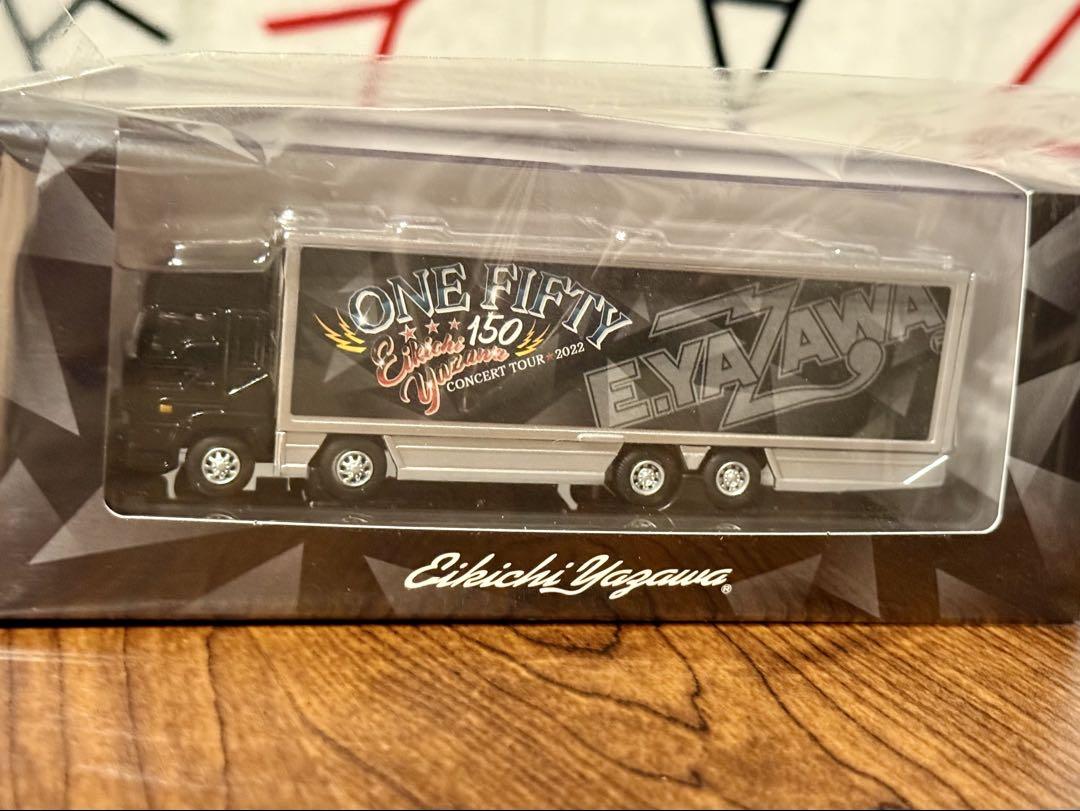 ONE FIFTY
150
Eikichi
Yazawa
CONCERT TOUR★2022
E.YAZAWA
Eikichi Yazawa®